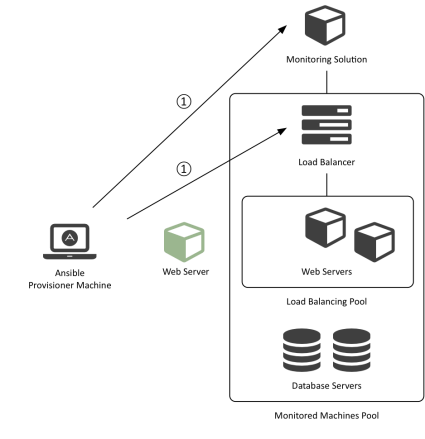 Monitoring Solution
①
①
Load Balancer
Ansible
Provisioner Machine
Web Server
Web Servers
Load Balancing Pool
Database Servers
Monitored Machines Pool